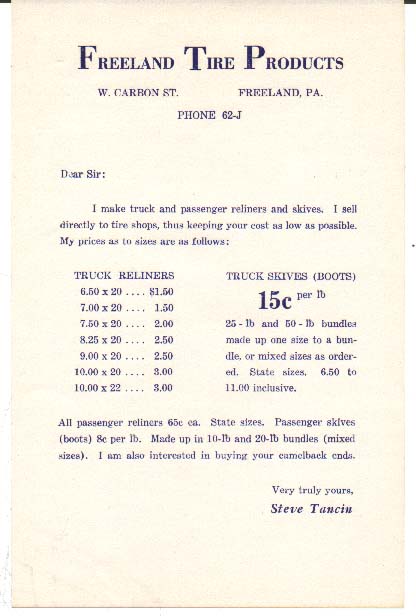 FREELAND TIRE PRODUCTS
W. CARBON ST. FREELAND, PA.
PHONE 62-J
Dear Sir:
I make truck and passenger reliners and skives. I sell
directly to tire shops, thus keeping your cost as low as possible.
My prices as to sizes are as follows:
TRUCK RELINERS
6.50 x 20 .... $1.50
7.00 x 20 .... 1.50
7.50 x 20 .... 2.00
8.25 x 20 .... 2.50
9.00 x 20 .... 2.50
10.00 x 20 .... 3.00
10.00 x 22 .... 3.00
TRUCK SKIVES (BOOTS)
15c per lb
25 - lb and 50 - lb bundles
made up one size to a bun-
dle, or mixed sizes as order-
ed. State sizes. 6.50 to
11.00 inclusive.
All passenger reliners 65c ea. State sizes. Passenger skives
(boots) 8c per lb. Made up in 10-lb and 20-lb bundles (mixed
sizes). I am also interested in buying your camelback ends.
Very truly yours,
Steve Tancin